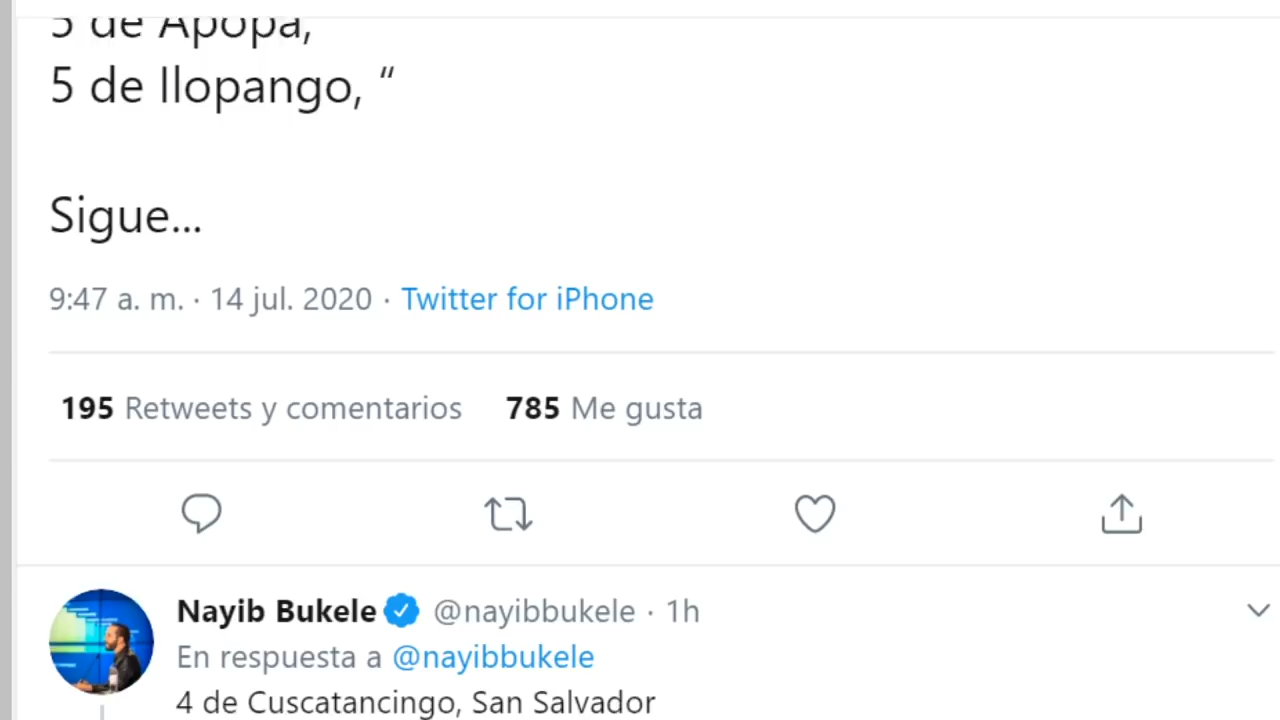 5 de Apopa,
5 de Ilopango, “
Sigue...
9:47 a. m. · 14 jul. 2020 · Twitter for iPhone
195 Retweets y comentarios 785 Me gusta
Nayib Bukele @nayibbukele · 1h
En respuesta a @nayibbukele
4 de Cuscatancingo, San Salvador